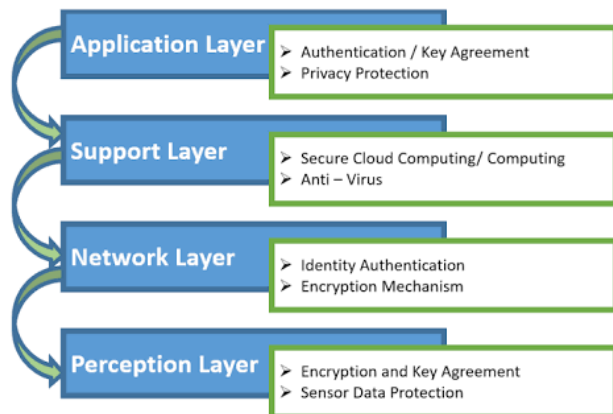 Application Layer
➢ Authentication / Key Agreement
➢ Privacy Protection
Support Layer
➢ Secure Cloud Computing/ Computing
➢ Anti – Virus
Network Layer
➢ Identity Authentication
➢ Encryption Mechanism
Perception Layer
➢ Encryption and Key Agreement
➢ Sensor Data Protection